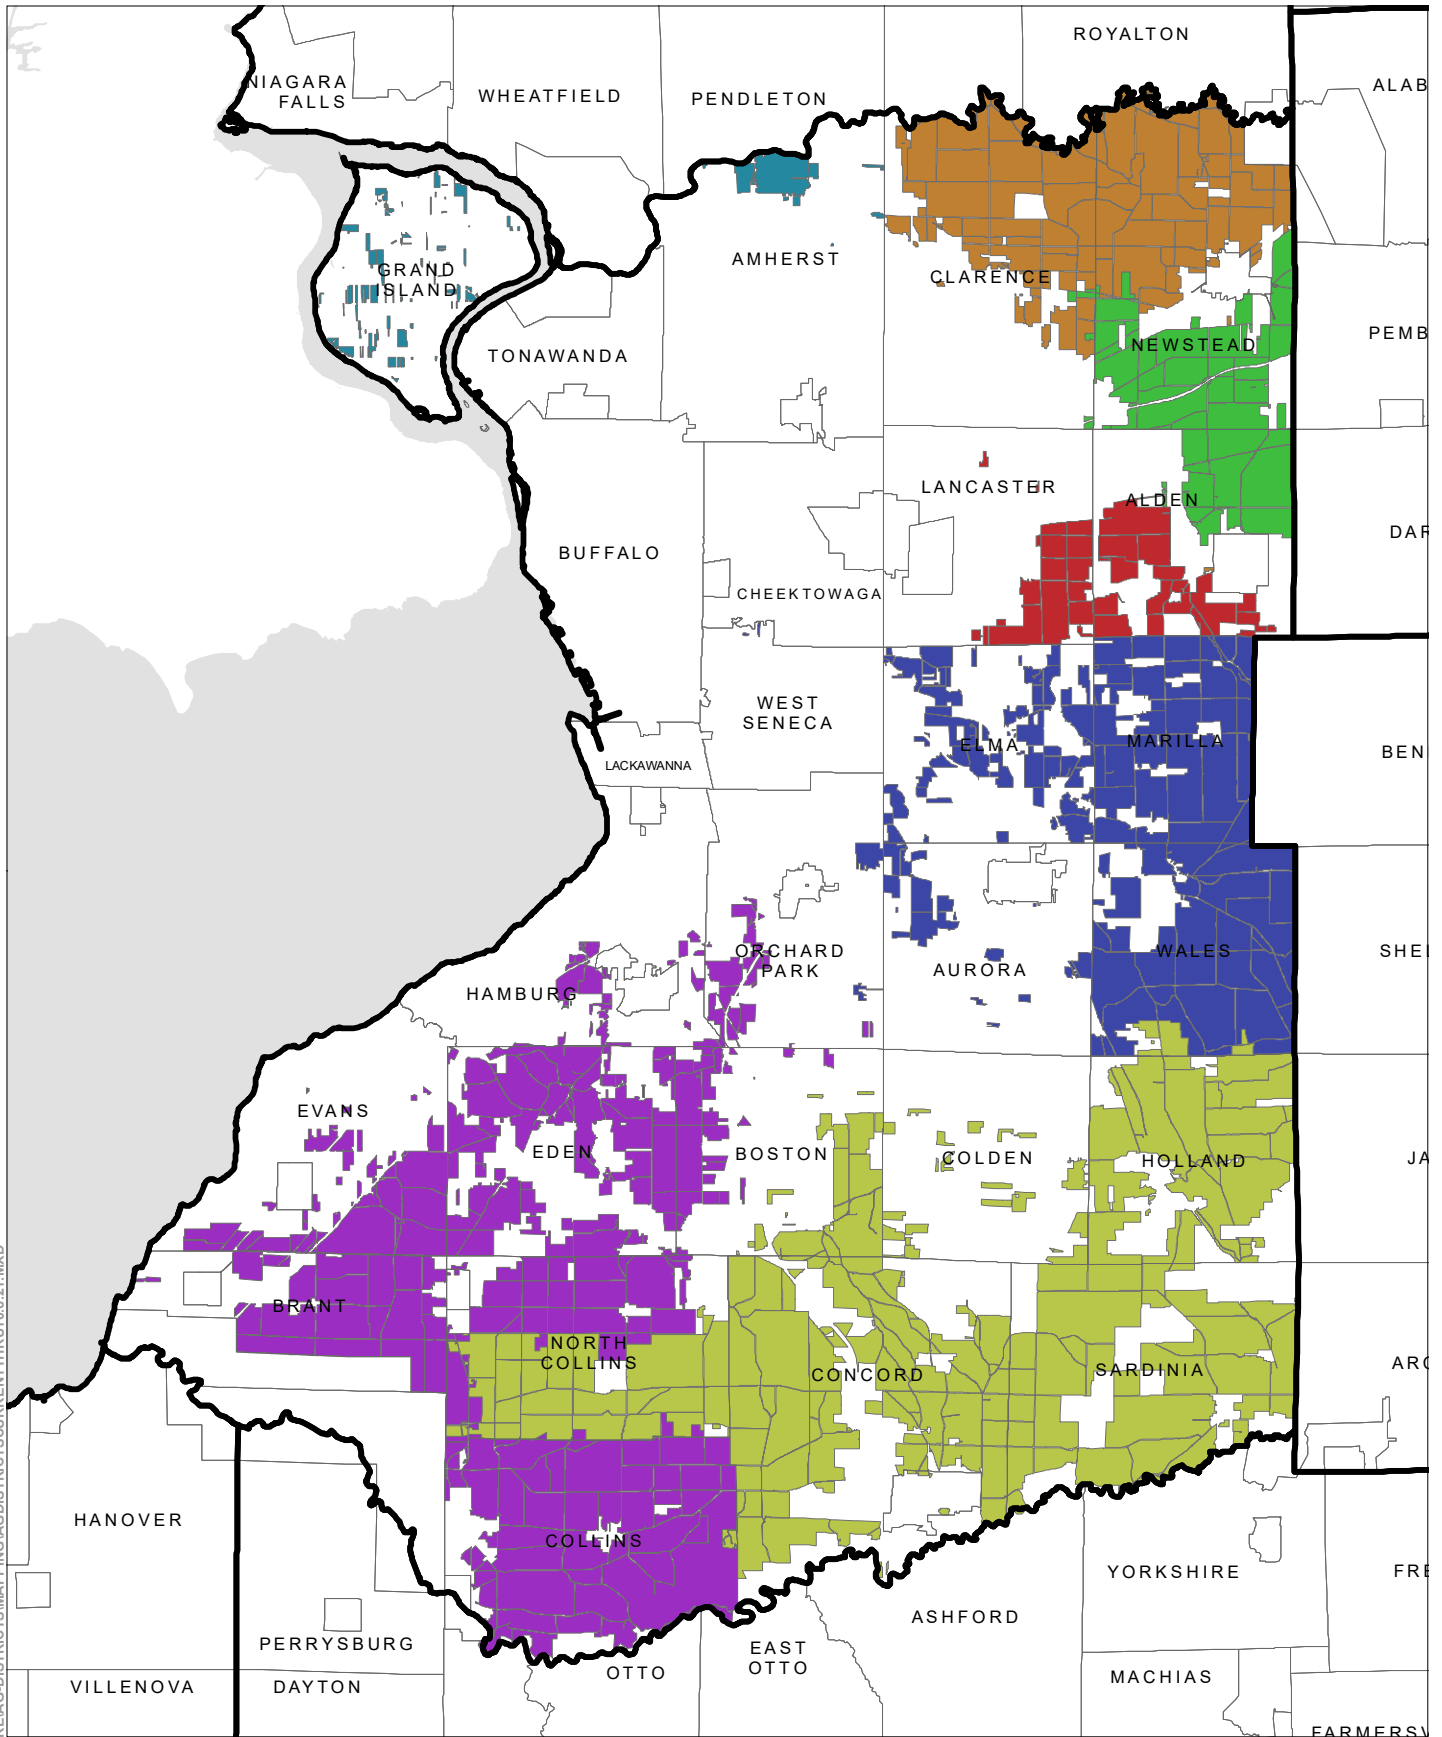 ROYALTON
ALAB
NIAGARA
FALLS
WHEATFIELD
PENDLETON
AMHERST
GRAND
ISLAND
CLARENCE
PEMB
NEWSTEAD
TONAWANDA
LANCASTER
ALDEN
DAR
BUFFALO
CHEEKTOWAGA
WEST
SENECA
ELMA
MARILLA
BEN
LACKAWANNA
ORCHARD
PARK
WALES
SHEL
AURORA
HAMBURG
EVANS
EDEN
BOSTON
COLDEN
HOLLAND
JA
BRANT
NORTH
COLLINS
CONCORD
SARDINIA
ARC
HANOVER
COLLINS
YORKSHIRE
FRE
ASHFORD
PERRYSBURG
EAST
OTTO
OTTO
MACHIAS
VILLENOVA
DAYTON
FARMERSV